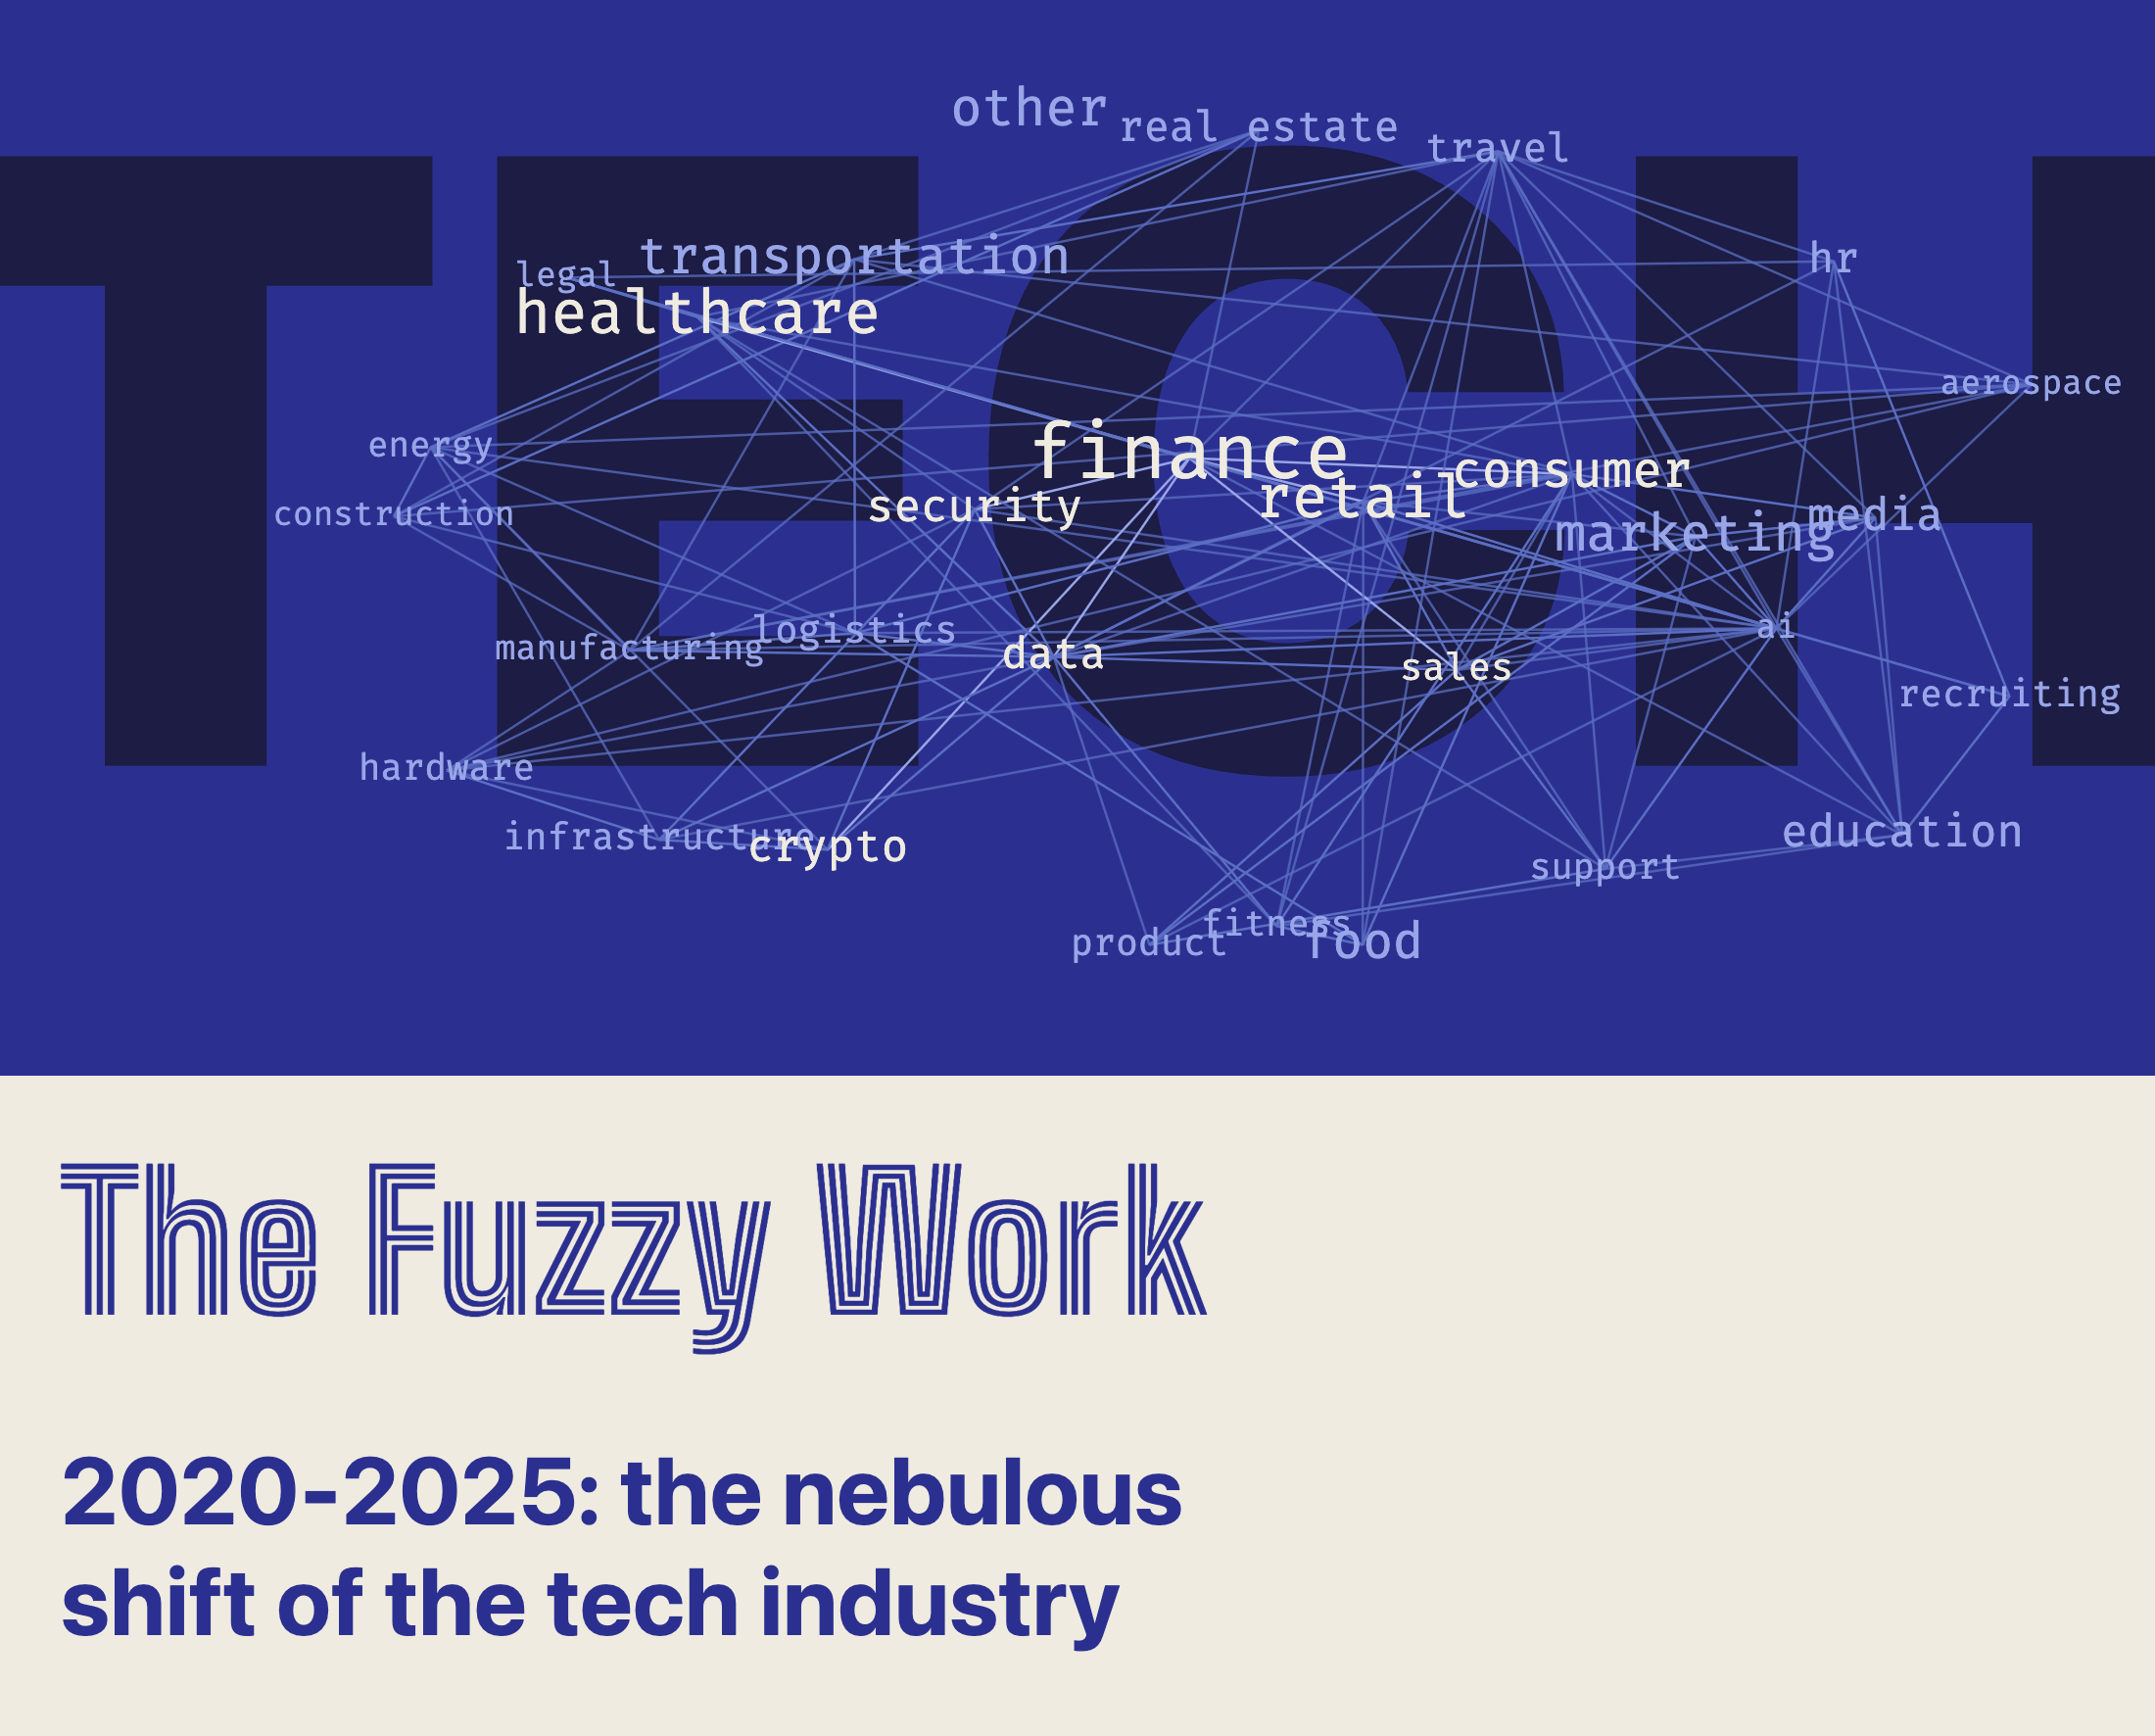 TECH
other
real estate
travel
legal
transportation
hr
healthcare
aerospace
energy
finance
consumer
construction
security
retail
marketing
media
manufacturing
logistics
data
sales
ai
recruiting
hardware
infrastructure
crypto
education
support
product
fitness
food
The Fuzzy Work
2020-2025: the nebulous
shift of the tech industry